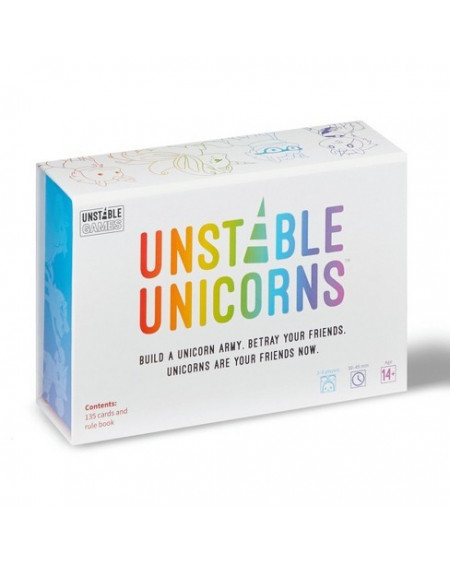 UNSTABLE
GAMES
UNSTABLE
UNICORNS™
BUILD A UNICORN ARMY. BETRAY YOUR FRIENDS.
UNICORNS ARE YOUR FRIENDS NOW.
Contents:
135 cards and
rule book
14+